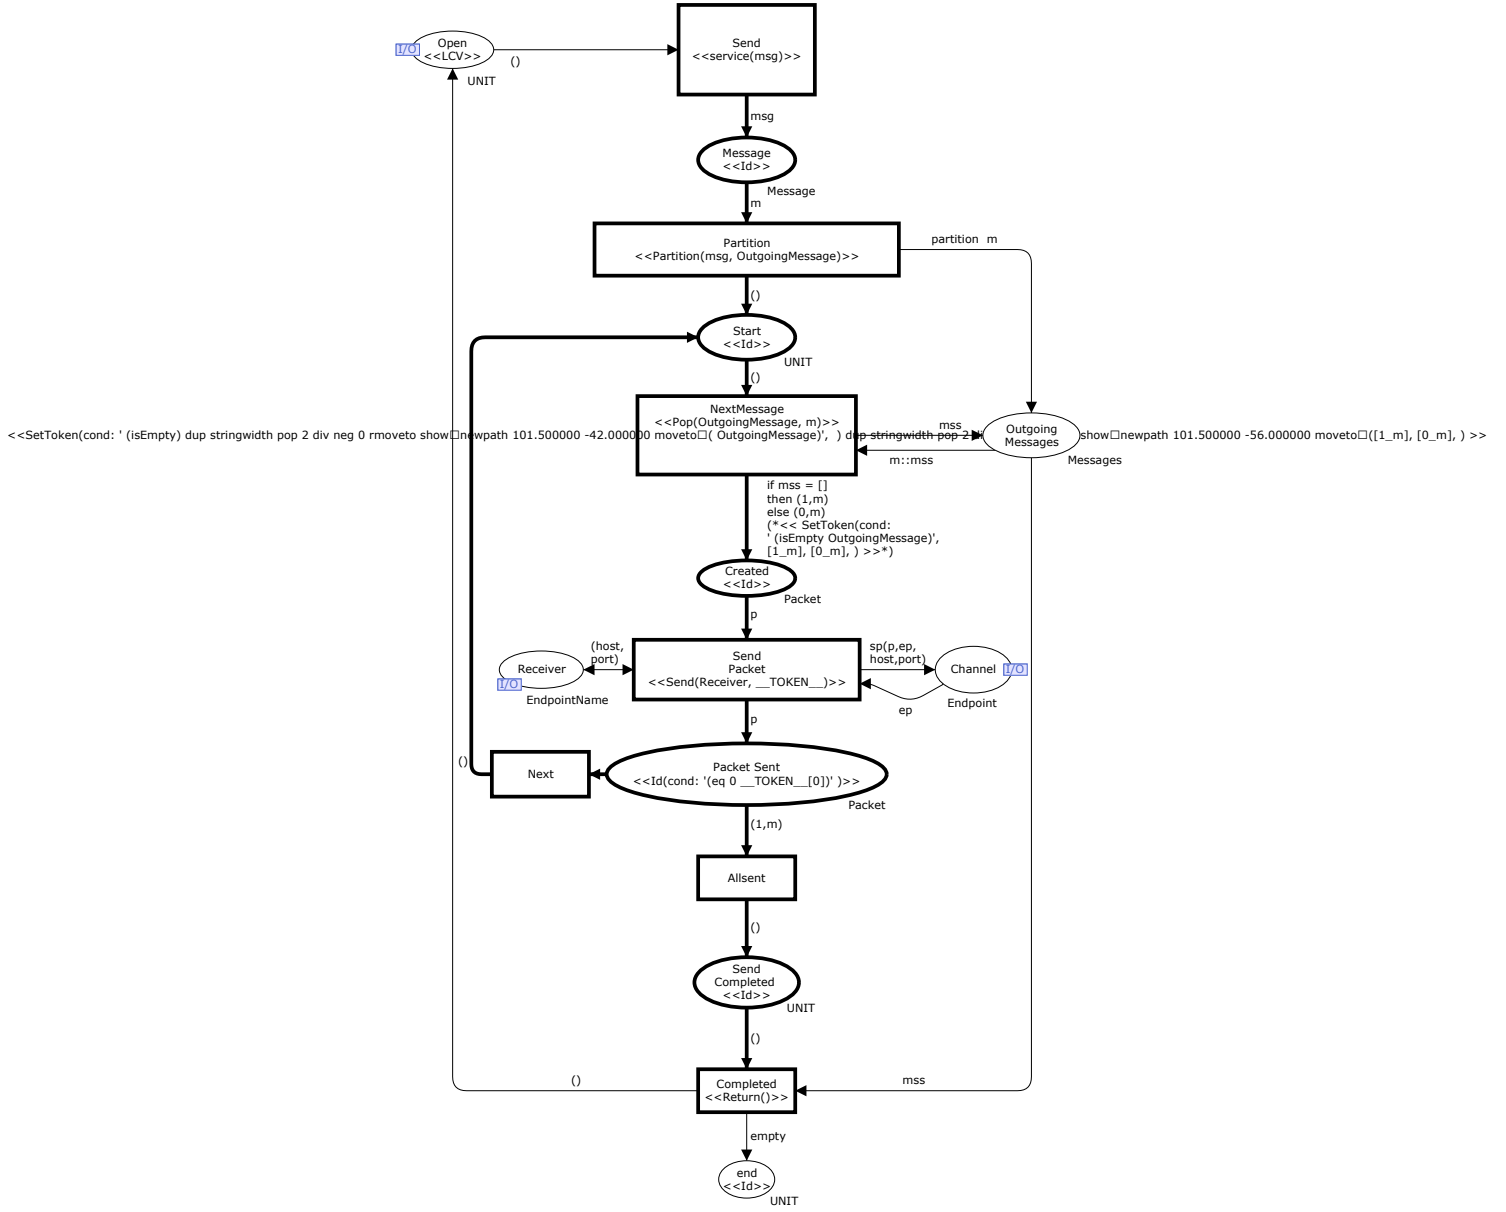 Open
<<LCV>>
I/O
()
UNIT
Send
<<service(msg)>>
msg
Message
<<Id>>
Message
m
Partition
<<Partition(msg, OutgoingMessage)>>
partition  m
()
Start
<<Id>>
UNIT
()
NextMessage
<<Pop(OutgoingMessage, m)>>
<<SetToken(cond: ' (isEmpty) dup stringwidth pop 2 div neg 0 rmoveto show□newpath 101.500000 -42.000000 moveto□( OutgoingMessage)',  ) dup stringwidth pop 2 show□newpath 101.500000 -56.000000 moveto□([1_m], [0_m], ) >>
mss
m::mss
Outgoing
Messages
Messages
if mss = []
then (1,m)
else (0,m)
(*<< SetToken(cond:
' (isEmpty OutgoingMessage)',
[1_m], [0_m], ) >>*)
Created
<<Id>>
Packet
p
Receiver
I/O
EndpointName
(host,
port)
Send
Packet
<<Send(Receiver, __TOKEN__)>>
sp(p,ep,
host,port)
Channel
I/O
Endpoint
ep
p
()
Next
Packet Sent
<<Id(cond: '(eq 0 __TOKEN__[0])' )>>
Packet
(1,m)
Allsent
()
Send
Completed
<<Id>>
UNIT
()
()
Completed
<<Return()>>
mss
empty
end
<<Id>>
UNIT